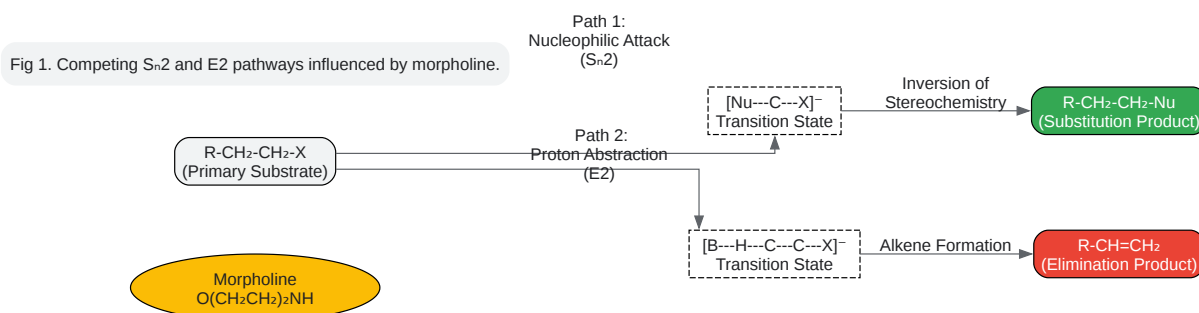 Path 1:
Nucleophilic Attack
(Sₙ2)
Fig 1. Competing Sₙ2 and E2 pathways influenced by morpholine.
[Nu---C---X]⁻
Transition State
Inversion of
Stereochemistry
R-CH₂-CH₂-Nu
(Substitution Product)
R-CH₂-CH₂-X
(Primary Substrate)
Path 2:
Proton Abstraction
(E2)
[B---H---C---C---X]⁻
Transition State
Alkene Formation
R-CH=CH₂
(Elimination Product)
Morpholine
O(CH₂CH₂)₂NH